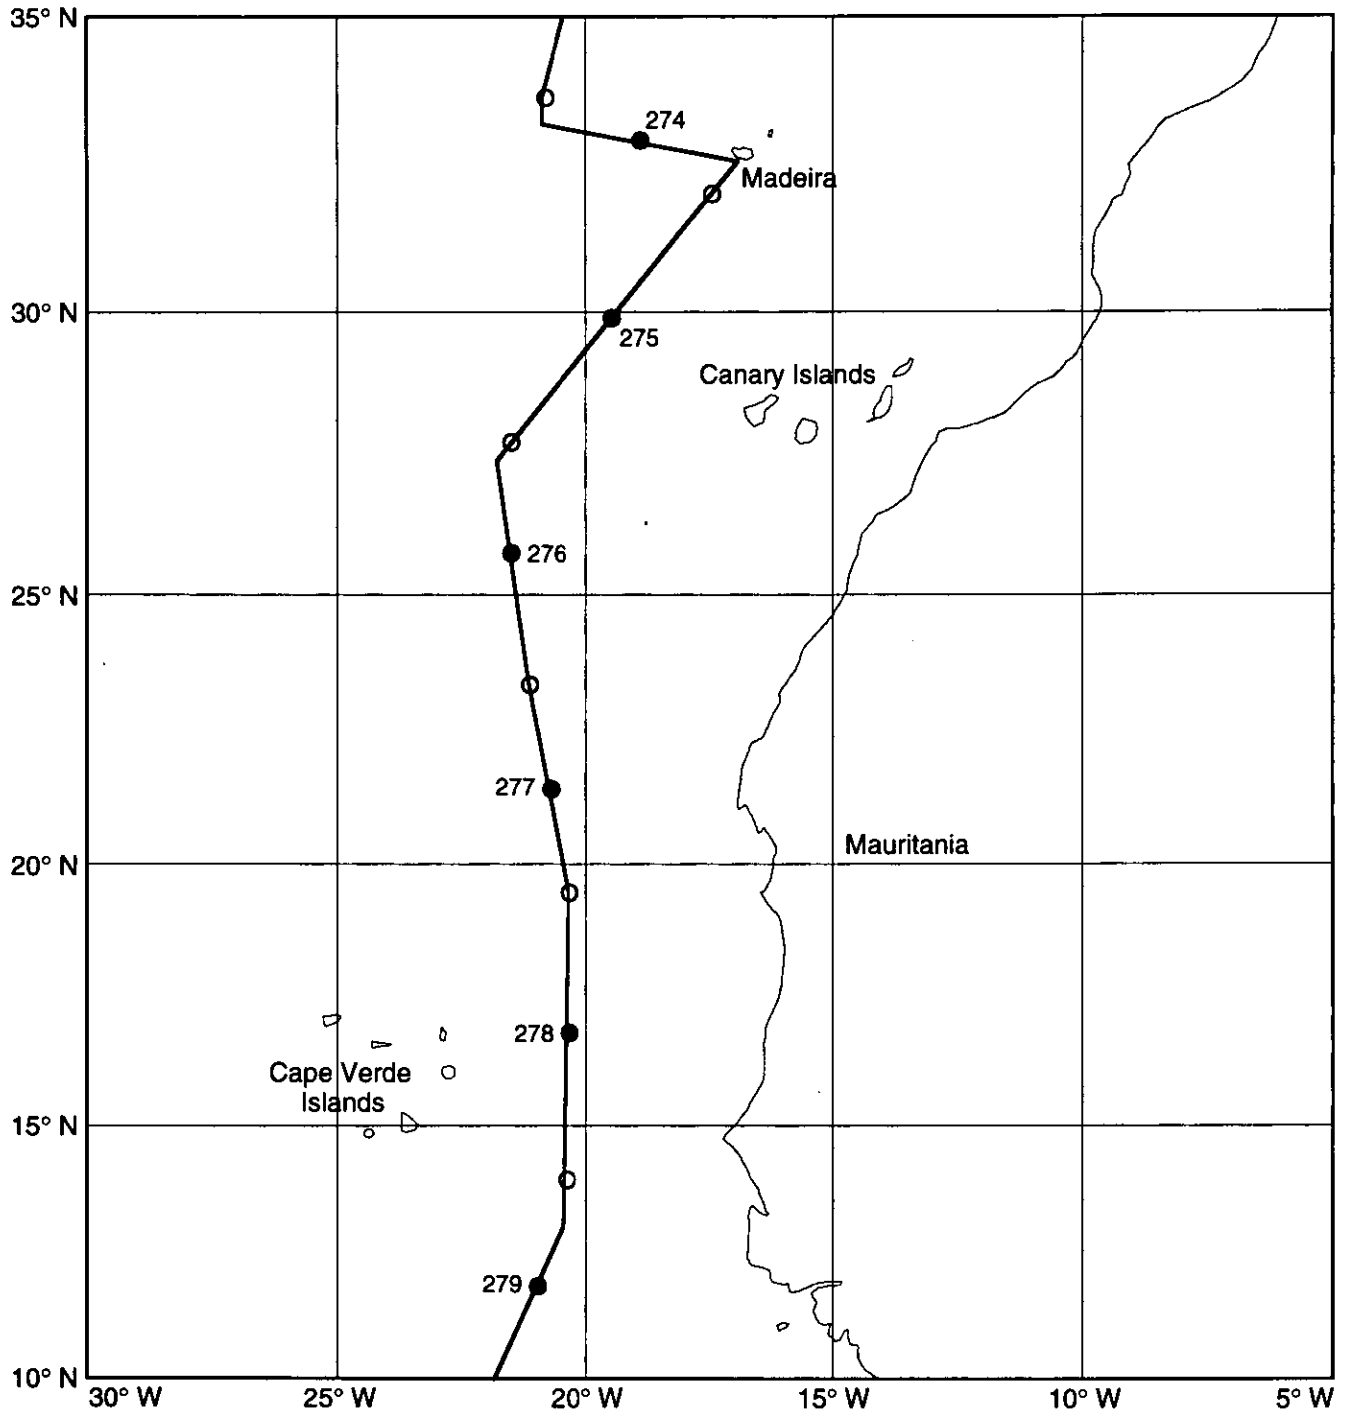 35° N
274
Madeira
30° N
275
Canary Islands
276
25° N
277
Mauritania
20° N
278
Cape Verde
Islands
15° N
279
10° N
30° W
25° W
20° W
15° W
10° W
5° W